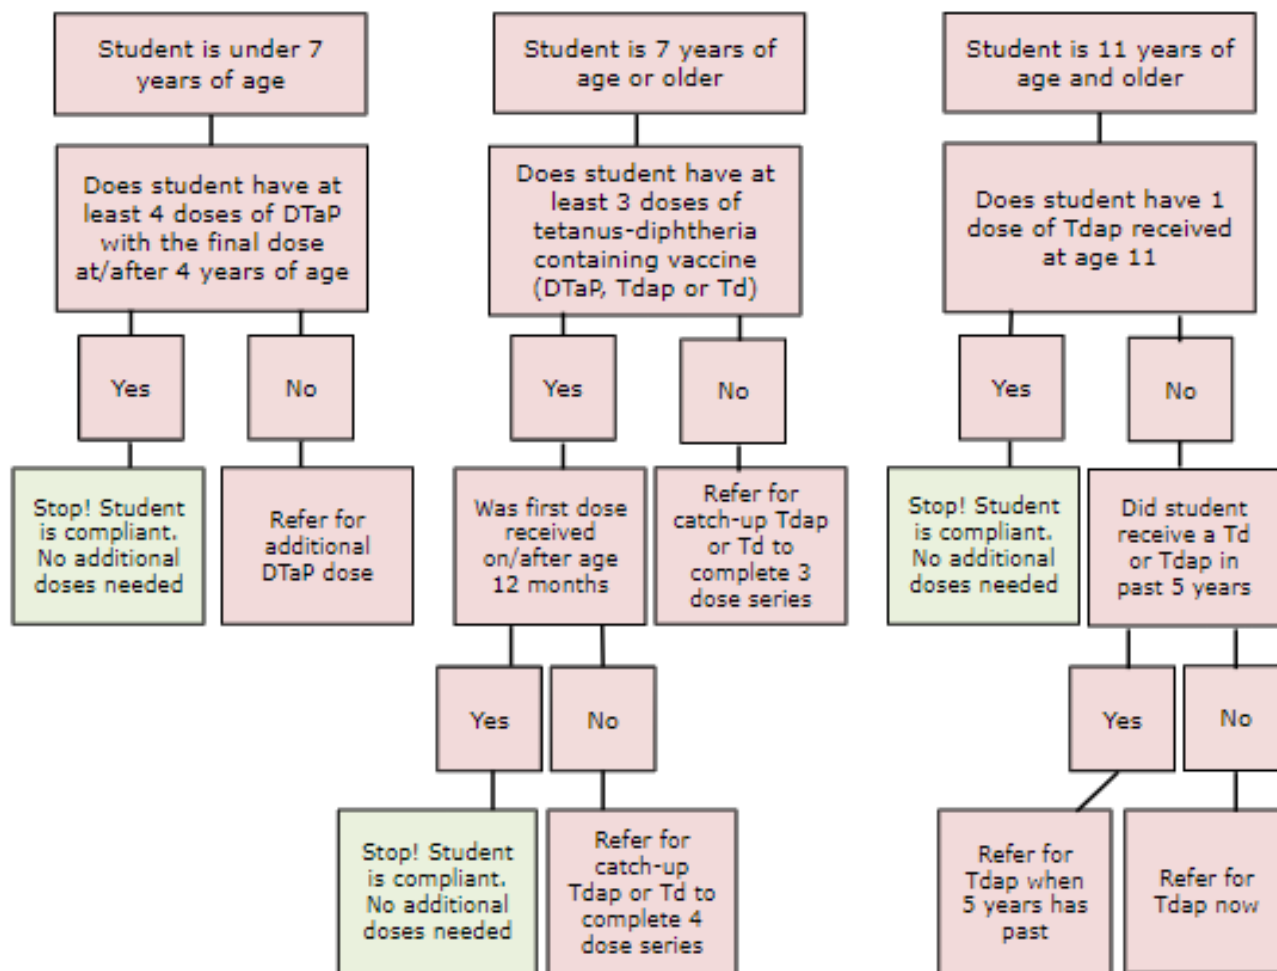 Student is under 7
years of age
Does student have at
least 4 doses of DTaP
with the final dose
at/after 4 years of age
Yes
No
Stop! Student
is compliant.
No additional
doses needed
Refer for
additional
DTaP dose
Student is 7 years of
age or older
Does student have at
least 3 doses of
tetanus-diphtheria
containing vaccine
(DTaP, Tdap or Td)
Yes
No
Was first dose
received
on/after age
12 months
Refer for
catch-up Tdap
or Td to
complete 3
dose series
Yes
No
Stop! Student
is compliant.
No additional
doses needed
Refer for
catch-up
Tdap or Td to
complete 4
dose series
Student is 11 years of
age and older
Does student have 1
dose of Tdap received
at age 11
Yes
No
Stop! Student
is compliant.
No additional
doses needed
Did student
receive a Td
or Tdap in
past 5 years
Yes
No
Refer for
Tdap when
5 years has
past
Refer for
Tdap now